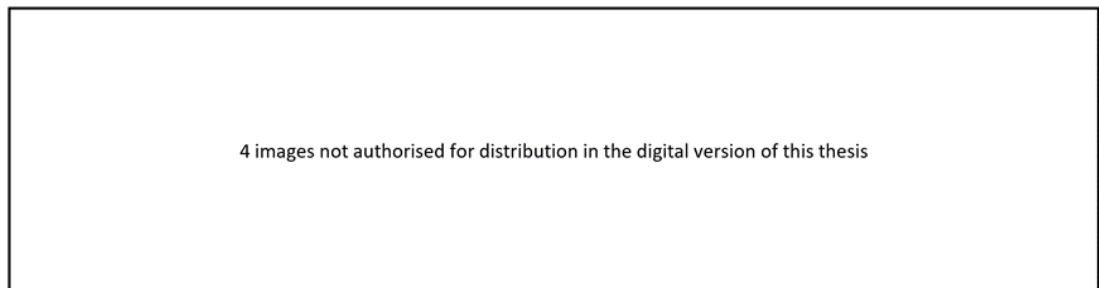 4 images not authorised for distribution in the digital version of this thesis